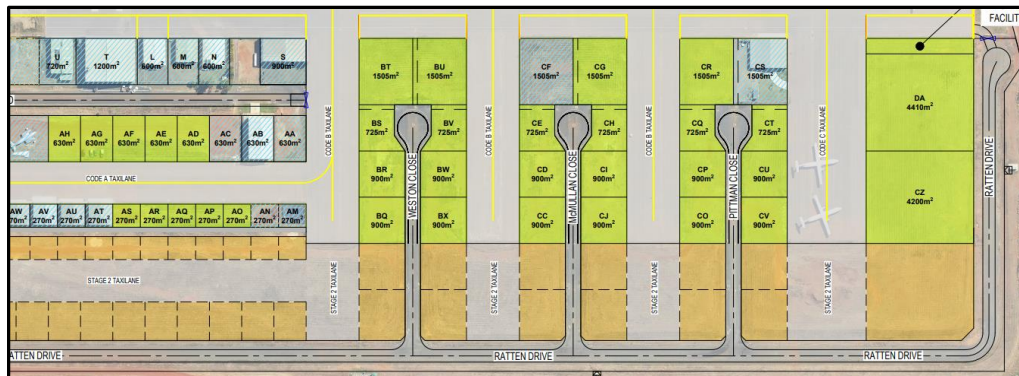 FACILIT
U
720m²
T
1200m²
L
600m²
M
600m²
N
600m²
S
900m²
BT
1505m²
BU
1505m²
CF
1505m²
CG
1505m²
CR
1505m²
CS
1505m²
DA
4410m²
CODE B TAXILANE
CODE B TAXILANE
CODE B TAXILANE
CODE C TAXILANE
AH
630m²
AG
630m²
AF
630m²
AE
630m²
AD
630m²
AC
630m²
AB
630m²
AA
630m²
BS
725m²
BV
725m²
CE
725m²
CH
725m²
CQ
725m²
CT
725m²
CODE A TAXILANE
BR
900m²
BW
900m²
CD
900m²
CI
900m²
CP
900m²
CU
900m²
WESTON CLOSE
McMULLAN CLOSE
PITTMAN CLOSE
RATTEN DRIVE
CZ
4200m²
AW
270m²
AV
270m²
AU
270m²
AT
270m²
AS
270m²
AR
270m²
AQ
270m²
AP
270m²
AO
270m²
AN
270m²
AM
270m²
BQ
900m²
BX
900m²
CC
900m²
CJ
900m²
CO
900m²
CV
900m²
STAGE 2 TAXILANE
STAGE 2 TAXILANE
STAGE 2 TAXILANE
STAGE 2 TAXILANE
STAGE 2 TAXILANE
ATTEN DRIVE
RATTEN DRIVE
RATTEN DRIVE